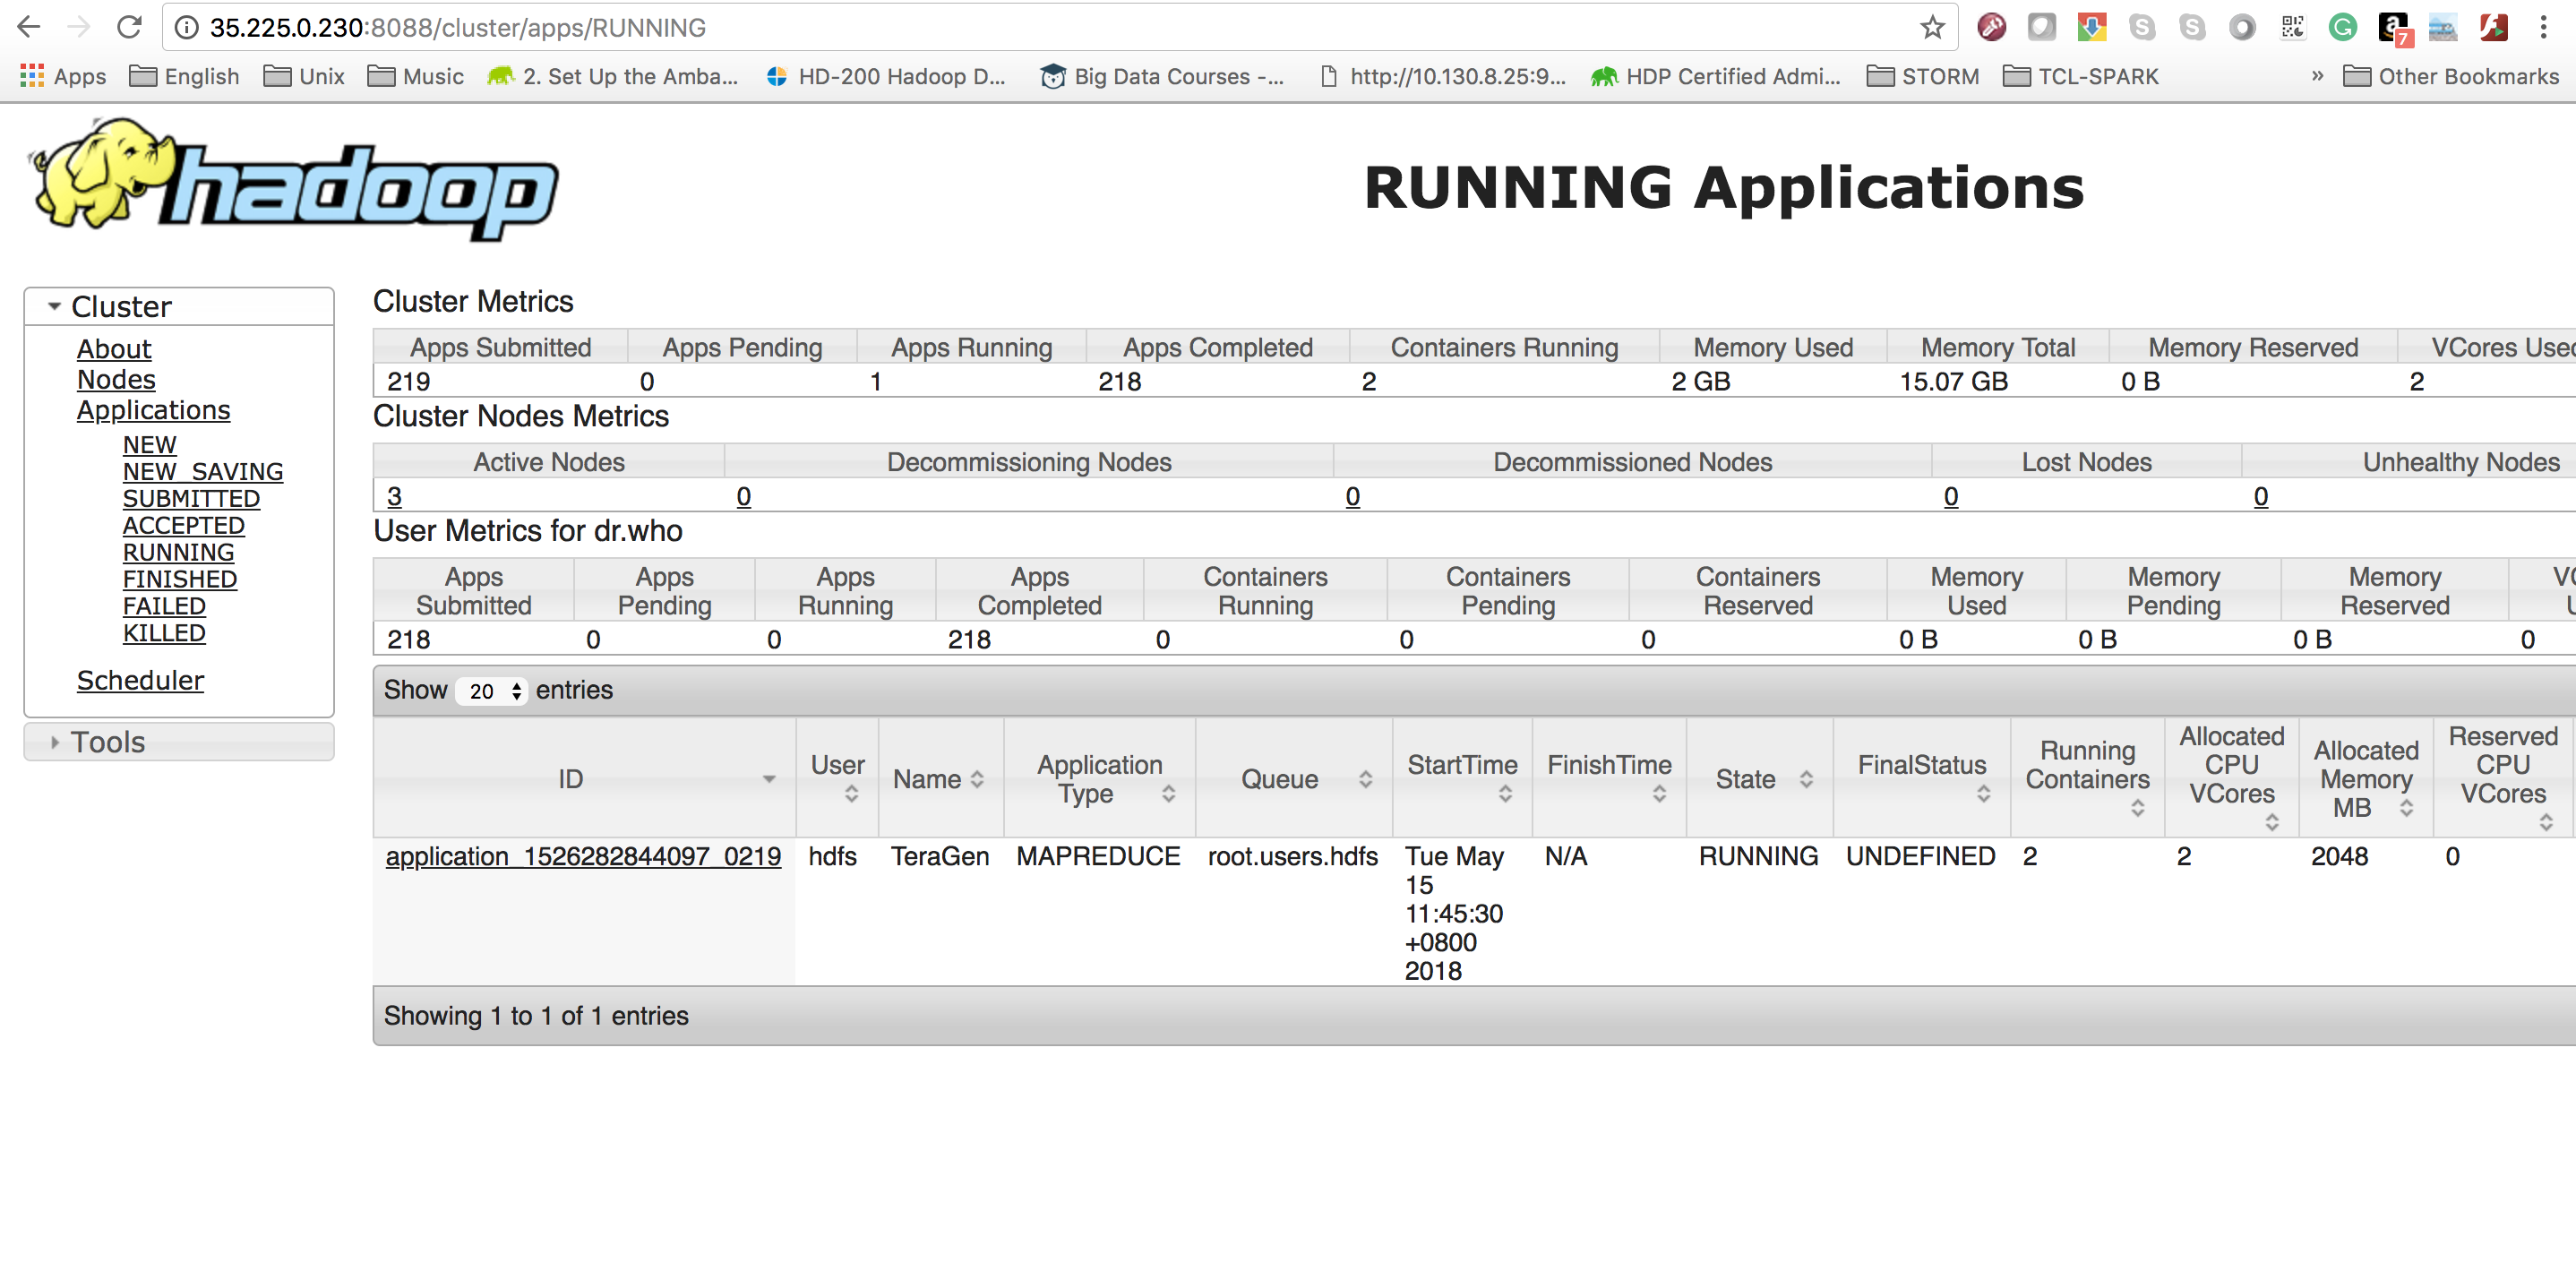 35.225.0.230:8088/cluster/apps/RUNNING
7
Apps English Unix Music 2. Set Up the Amba... HD-200 Hadoop D... Big Data Courses -... http://10.130.8.25:9... HDP Certified Admi... STORM TCL-SPARK » Other Bookmarks
hadoop
RUNNING Applications
Cluster
About
Nodes
Applications
NEW
NEW_SAVING
SUBMITTED
ACCEPTED
RUNNING
FINISHED
FAILED
KILLED
Scheduler
Tools
Cluster Metrics
Apps Submitted Apps Pending Apps Running Apps Completed Containers Running Memory Used Memory Total Memory Reserved VCores Used
219 0 1 218 2 2 GB 15.07 GB 0 B 2
Cluster Nodes Metrics
Active Nodes Decommissioning Nodes Decommissioned Nodes Lost Nodes Unhealthy Nodes
3 0 0 0 0
User Metrics for dr.who
Apps Submitted Apps Pending Apps Running Apps Completed Containers Running Containers Pending Containers Reserved Memory Used Memory Pending Memory Reserved
218 0 0 218 0 0 0 0 B 0 B 0 B 0
Show 20 entries
ID User Name Application Type Queue StartTime FinishTime State FinalStatus Running Containers Allocated CPU VCores Allocated Memory MB Reserved CPU VCores
application_1526282844097_0219 hdfs TeraGen MAPREDUCE root.users.hdfs Tue May N/A RUNNING UNDEFINED 2 2 2048 0
15
11:45:30
+0800
2018
Showing 1 to 1 of 1 entries